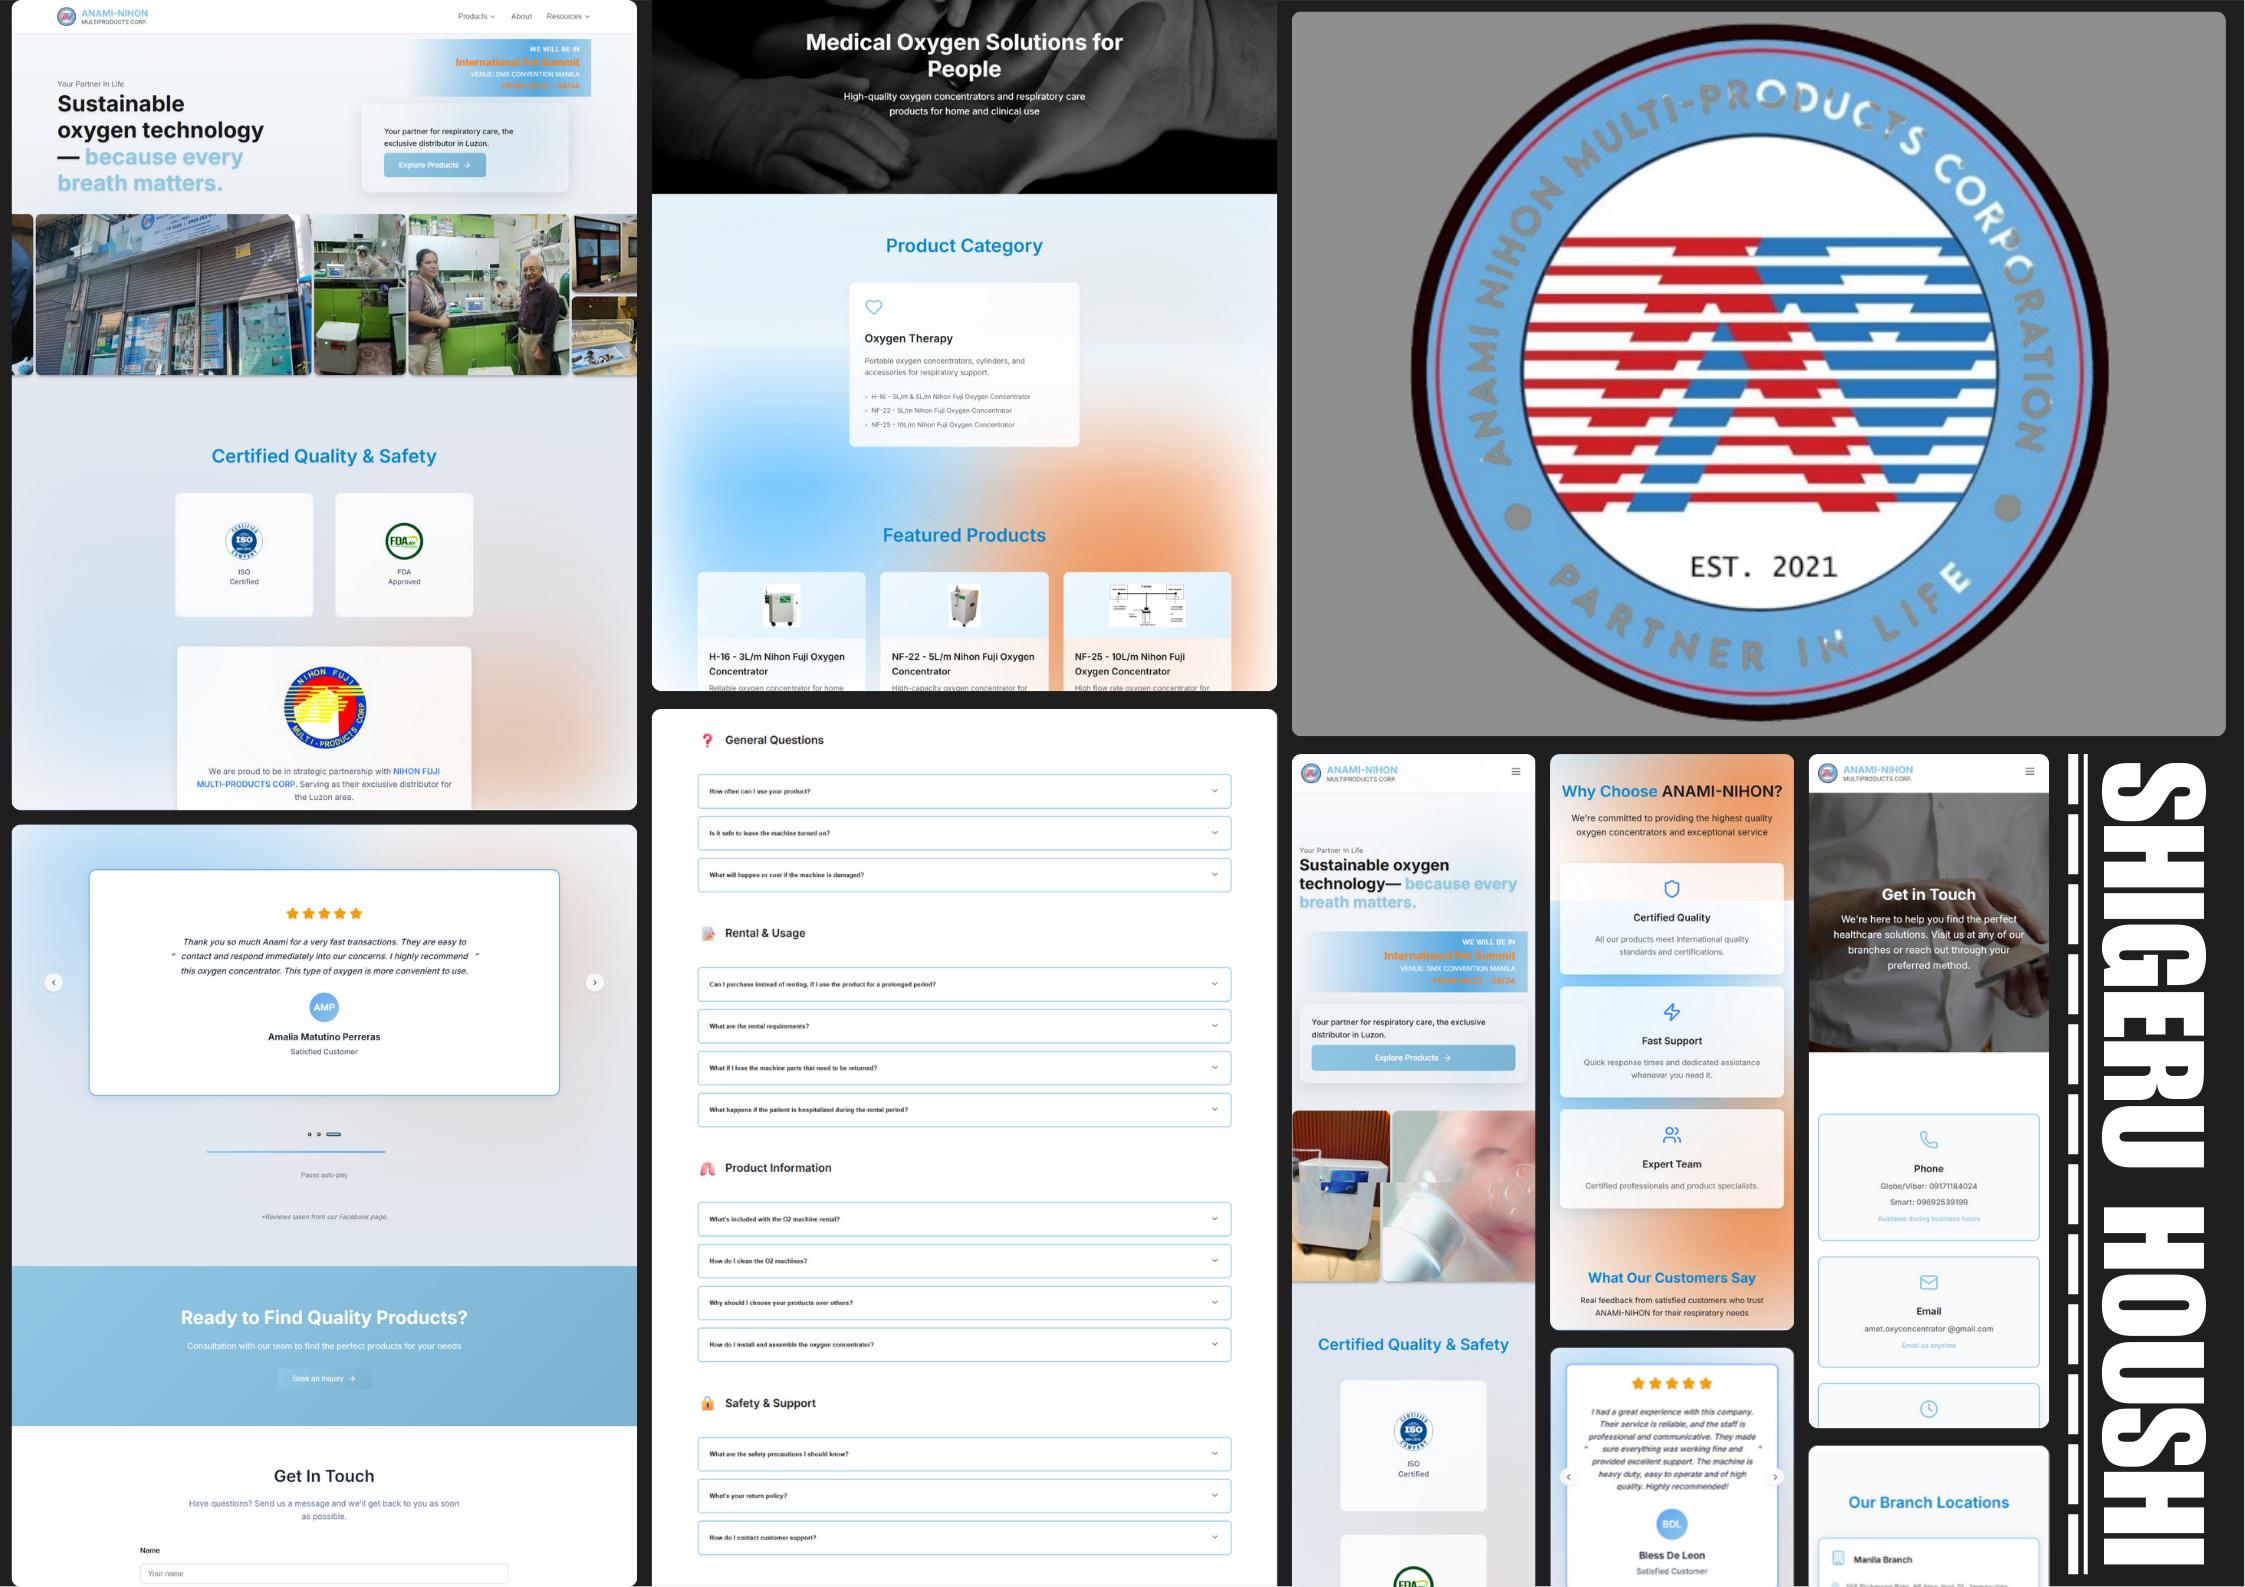 ANAMI-NIHON
MULTIPRODUCTS CORP.
Products
About
Resources
WE WILL BE IN
International Pet Summit
VENUE: SMX CONVENTION MANILA
Your Partner In Life
Sustainable
oxygen technology
— because every
breath matters.
Your partner for respiratory care, the
exclusive distributor in Luzon.
Explore Products →
Certified Quality & Safety
CERTIFIED
ISO
COMPANY
ISO
Certified
FDA
FDA
Approved
NIHON FUJI
MULTI-PRODUCTS CORP
We are proud to be in strategic partnership with NIHON FUJI
MULTI-PRODUCTS CORP. Serving as their exclusive distributor for
the Luzon area.
Thank you so much Anami for a very fast transactions. They are easy to
" contact and respond immediately into our concerns. I highly recommend "
this oxygen concentrator. This type of oxygen is more convenient to use.
AMP
Amalia Matutino Perreras
Satisfied Customer
Pause auto-play
*Reviews taken from our Facebook page.
Ready to Find Quality Products?
Consultation with our team to find the perfect products for your needs
Seek an Inquiry →
Get In Touch
Have questions? Send us a message and we'll get back to you as soon
as possible.
Name
Your name
Medical Oxygen Solutions for
People
High-quality oxygen concentrators and respiratory care
products for home and clinical use
Product Category
Oxygen Therapy
Portable oxygen concentrators, cylinders, and
accessories for respiratory support.
• H-16 - 3L/m & 5L/m Nihon Fuji Oxygen Concentrator
• NF-22 - 5L/m Nihon Fuji Oxygen Concentrator
• NF-25 - 10L/m Nihon Fuji Oxygen Concentrator
Featured Products
H-16 - 3L/m Nihon Fuji Oxygen
Concentrator
Reliable oxygen concentrator for home
NF-22 - 5L/m Nihon Fuji Oxygen
Concentrator
High-capacity oxygen concentrator for
NF-25 - 10L/m Nihon Fuji
Oxygen Concentrator
High flow rate oxygen concentrator for
General Questions
How often can I use your product?
Is it safe to leave the machine turned on?
What will happen or cost if the machine is damaged?
Rental & Usage
Can I purchase instead of renting, if I use the product for a prolonged period?
What are the rental requirements?
What if I lose the machine parts that need to be returned?
What happens if the patient is hospitalized during the rental period?
Product Information
What's included with the O2 machine rental?
How do I clean the O2 machines?
Why should I choose your products over others?
How do I install and assemble the oxygen concentrator?
Safety & Support
What are the safety precautions I should know?
What's your return policy?
How do I contact customer support?
ANAMI NIHON MULTI-PRODUCTS CORPORATION
EST. 2021
PARTNER IN LIFE
ANAMI-NIHON
MULTIPRODUCTS CORP.
Your Partner In Life
Sustainable oxygen
technology— because every
breath matters.
WE WILL BE IN
International Pet Summit
VENUE: SMX CONVENTION MANILA
Your partner for respiratory care, the exclusive
distributor in Luzon.
Explore Products →
Certified Quality & Safety
CERTIFIED
ISO
COMPANY
ISO
Certified
FDA
Why Choose ANAMI-NIHON?
We're committed to providing the highest quality
oxygen concentrators and exceptional service
Certified Quality
All our products meet international quality
standards and certifications.
Fast Support
Quick response times and dedicated assistance
whenever you need it.
Expert Team
Certified professionals and product specialists.
What Our Customers Say
Real feedback from satisfied customers who trust
ANAMI-NIHON for their respiratory needs
I had a great experience with this company.
Their service is reliable, and the staff is
professional and communicative. They made
" sure everything was working fine and "
provided excellent support. The machine is
heavy duty, easy to operate and of high
quality. Highly recommended!
BDL
Bless De Leon
Satisfied Customer
ANAMI-NIHON
MULTIPRODUCTS CORP.
Get in Touch
We're here to help you find the perfect
healthcare solutions. Visit us at any of our
branches or reach out through your
preferred method.
Phone
Globe/Viber: 09171184024
Smart: 09692539199
Available during business hours
Email
amet.oxyconcentrator @gmail.com
Email us anytime
Our Branch Locations
Manila Branch
SHIGERU HOUSHI